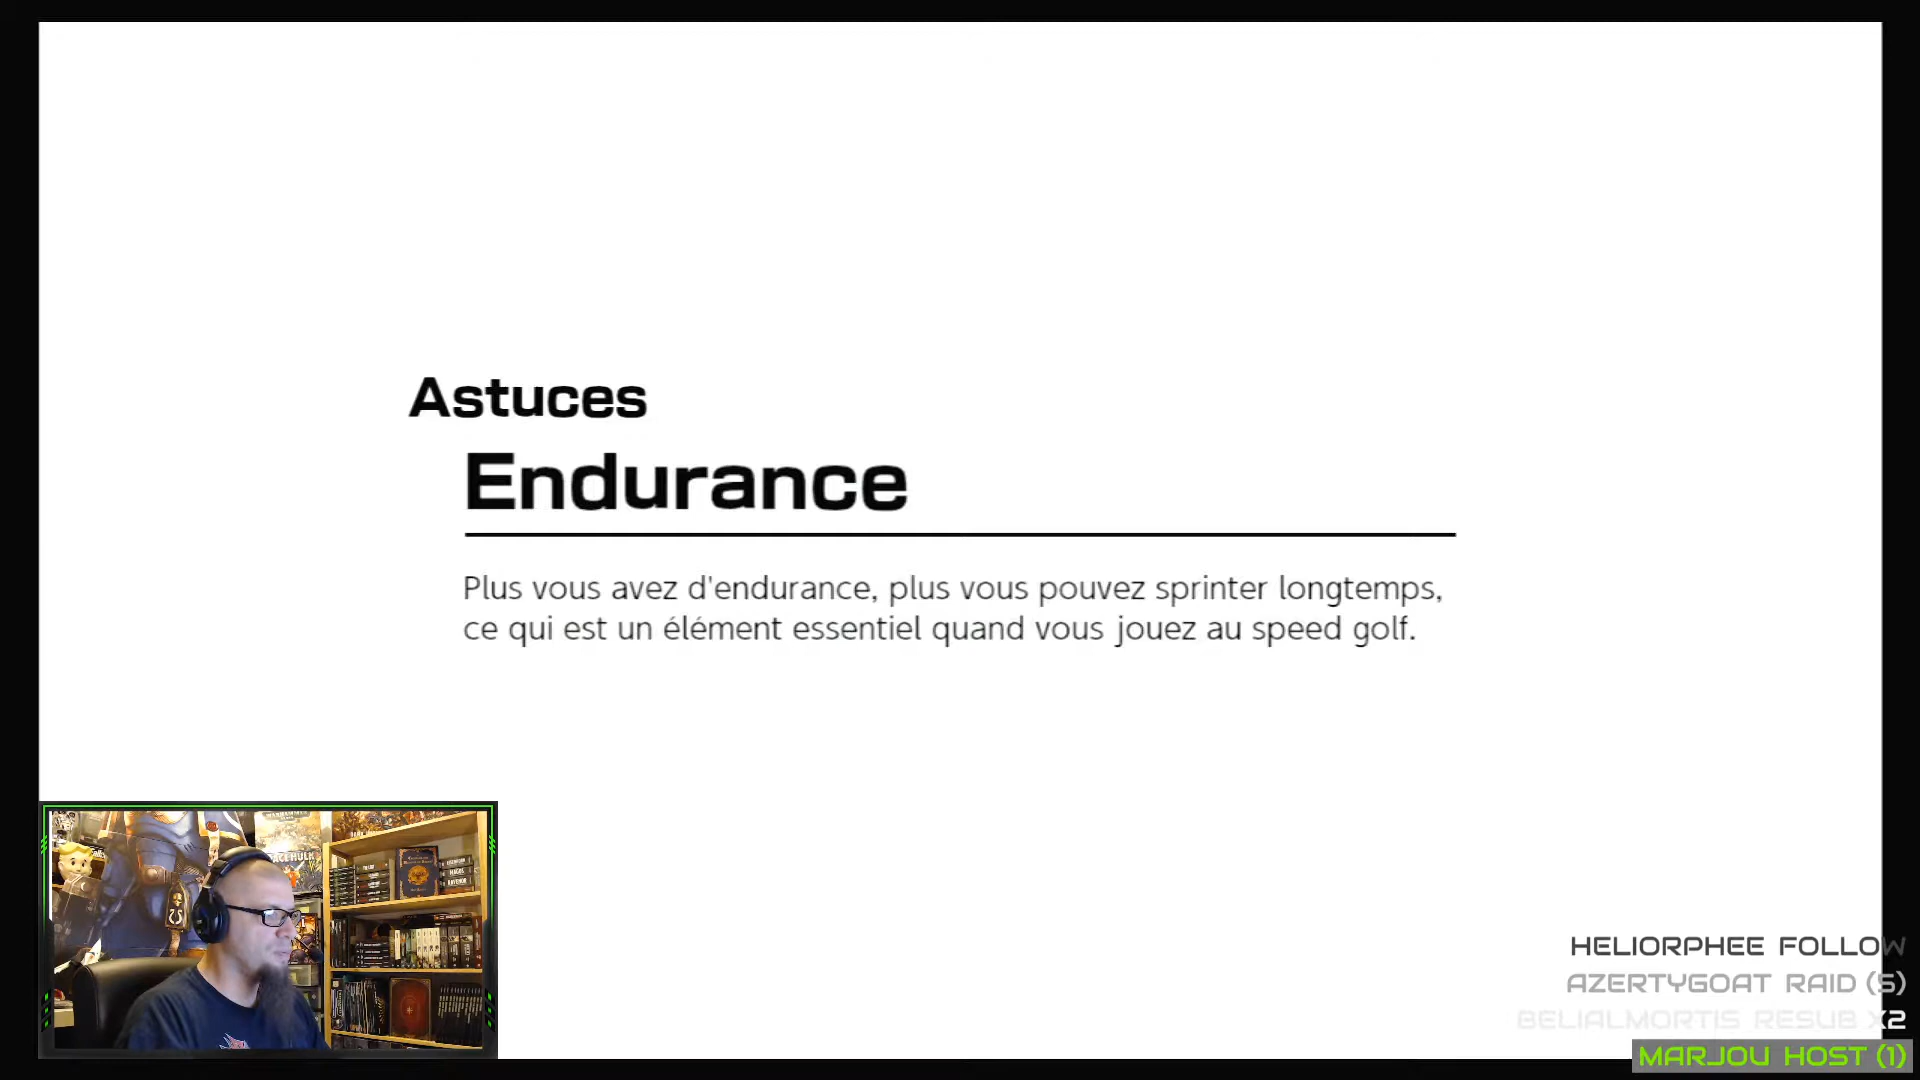 Astuces
Endurance
Plus vous avez d'endurance, plus vous pouvez sprinter longtemps,
ce qui est un élément essentiel quand vous jouez au speed golf.
HELIORPHEE FOLLOW
AZERTYGOAT RAID (5)
BELIALMORTIS RESUB X2
MARJOU HOST (1)